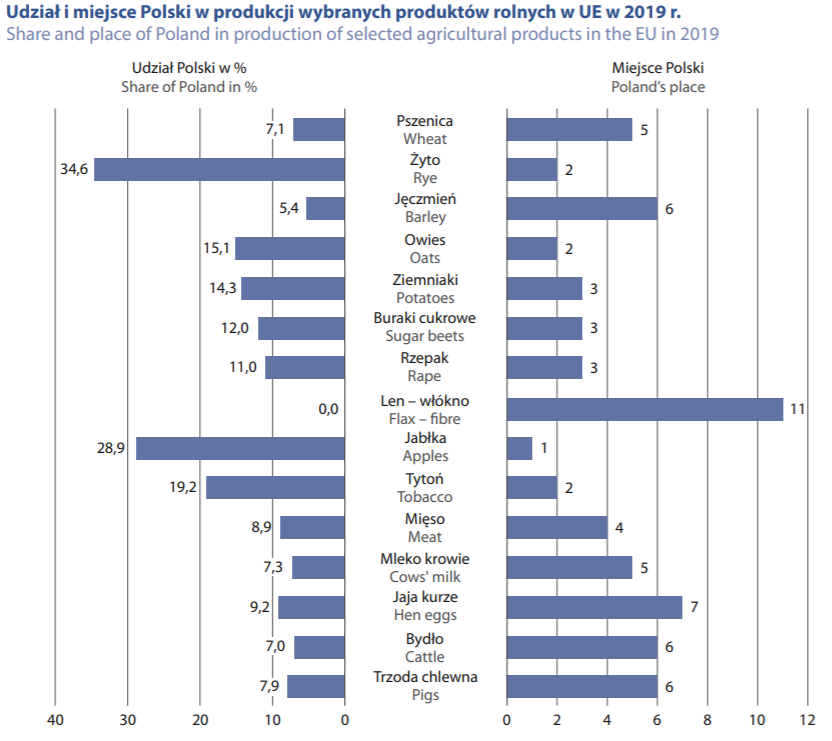 Udział i miejsce Polski w produkcji wybranych produktów rolnych w UE w 2019 r.
Share and place of Poland in production of selected agricultural products in the EU in 2019
Udział Polski w %
Share of Poland in %
Miejsce Polski
Poland's place
7,1 Pszenica 5
Wheat
34,6 Żyto 2
Rye
5,4 Jęczmień 6
Barley
15,1 Owies 2
Oats
14,3 Ziemniaki 3
Potatoes
12,0 Buraki cukrowe 3
Sugar beets
11,0 Rzepak 3
Rape
0,0 Len – włókno 11
Flax – fibre
28,9 Jabłka 1
Apples
19,2 Tytoń 2
Tobacco
8,9 Mięso 4
Meat
7,3 Mleko krowie 5
Cows' milk
9,2 Jaja kurze 7
Hen eggs
7,0 Bydło 6
Cattle
7,9 Trzoda chlewna 6
Pigs
40 30 20 10 0 0 2 4 6 8 10 12